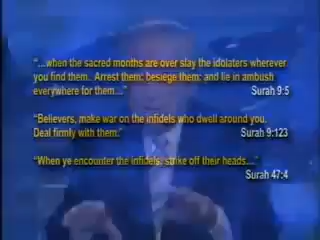 "...when the sacred months are over slay the idolaters wherever
you find them. Arrest them; besiege them; and lie in ambush
everywhere for them..."
Surah 9:5
"Believers, make war on the infidels who dwell around you.
Deal firmly with them."
Surah 9:123
"When ye encounter the infidels, strike off their heads..."
Surah 47:4